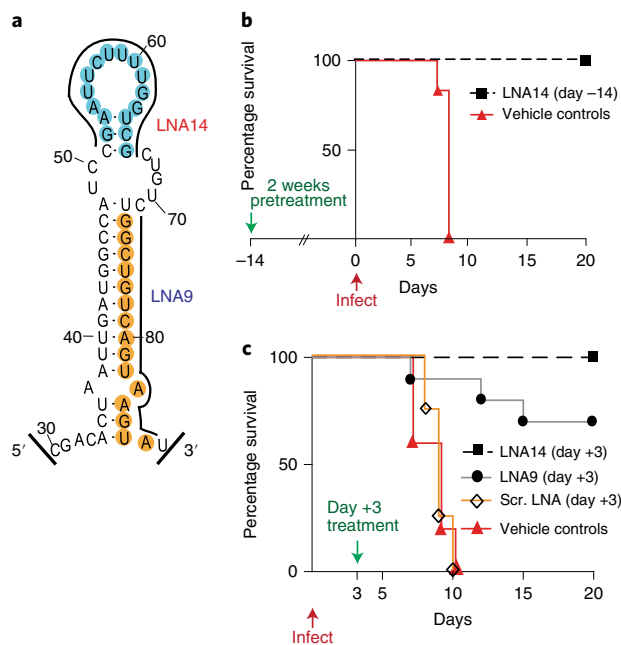 a
60
CGAAUUCUUUUGGUCG
LNA14
50
C
U
CUGUC
70
A·U
C·G
C·G
G·C
G·U
U·G
A·U
G·C
LNA9
40
U·A
80
U·G
A·U
A
A
U·A
C·G
A·U
A
U
30
CGACA
5′
3′
b
Percentage survival
100
50
LNA14 (day −14)
Vehicle controls
2 weeks
pretreatment
−14
0
5
10
15
20
Infect
Days
c
Percentage survival
100
50
0
LNA14 (day +3)
LNA9 (day +3)
Scr. LNA (day +3)
Vehicle controls
Day +3
treatment
3
5
10
15
20
Infect
Days